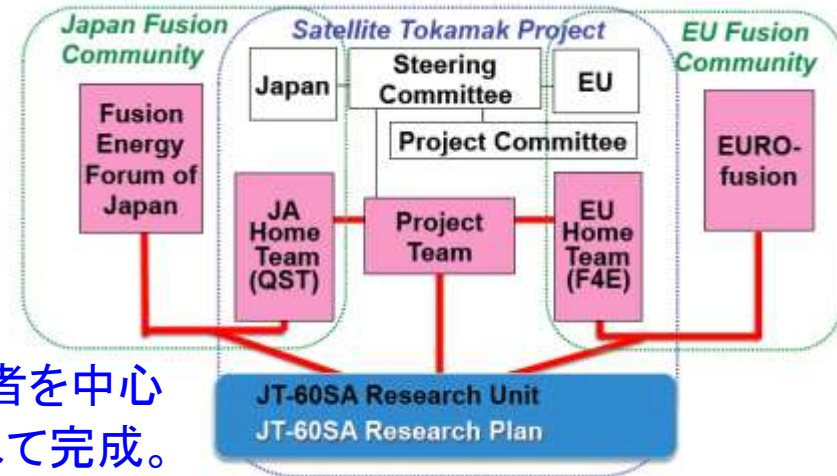 Japan Fusion
Community
Satellite Tokamak Project
EU Fusion
Community
Japan
Steering
Committee
EU
Project Committee
Fusion
Energy
Forum of
Japan
JA
Home
Team
(QST)
Project
Team
EU
Home
Team
(F4E)
EURO-
fusion
者を中心
て完成。
JT-60SA Research Unit
JT-60SA Research Plan